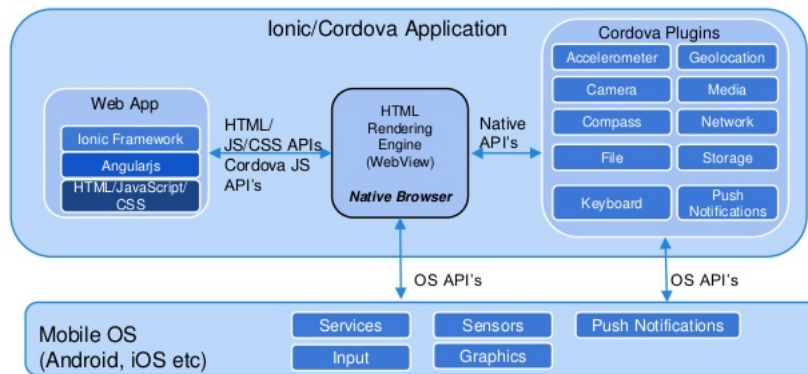 Ionic/Cordova Application
Web App
Ionic Framework
Angularjs
HTML/JavaScript/
CSS
HTML/
JS/CSS APIs
Cordova JS
API's
HTML
Rendering
Engine
(WebView)
Native Browser
Native
API's
Cordova Plugins
Accelerometer
Geolocation
Camera
Media
Compass
Network
File
Storage
Keyboard
Push
Notifications
OS API's
OS API's
Mobile OS
(Android, iOS etc)
Services
Sensors
Push Notifications
Input
Graphics